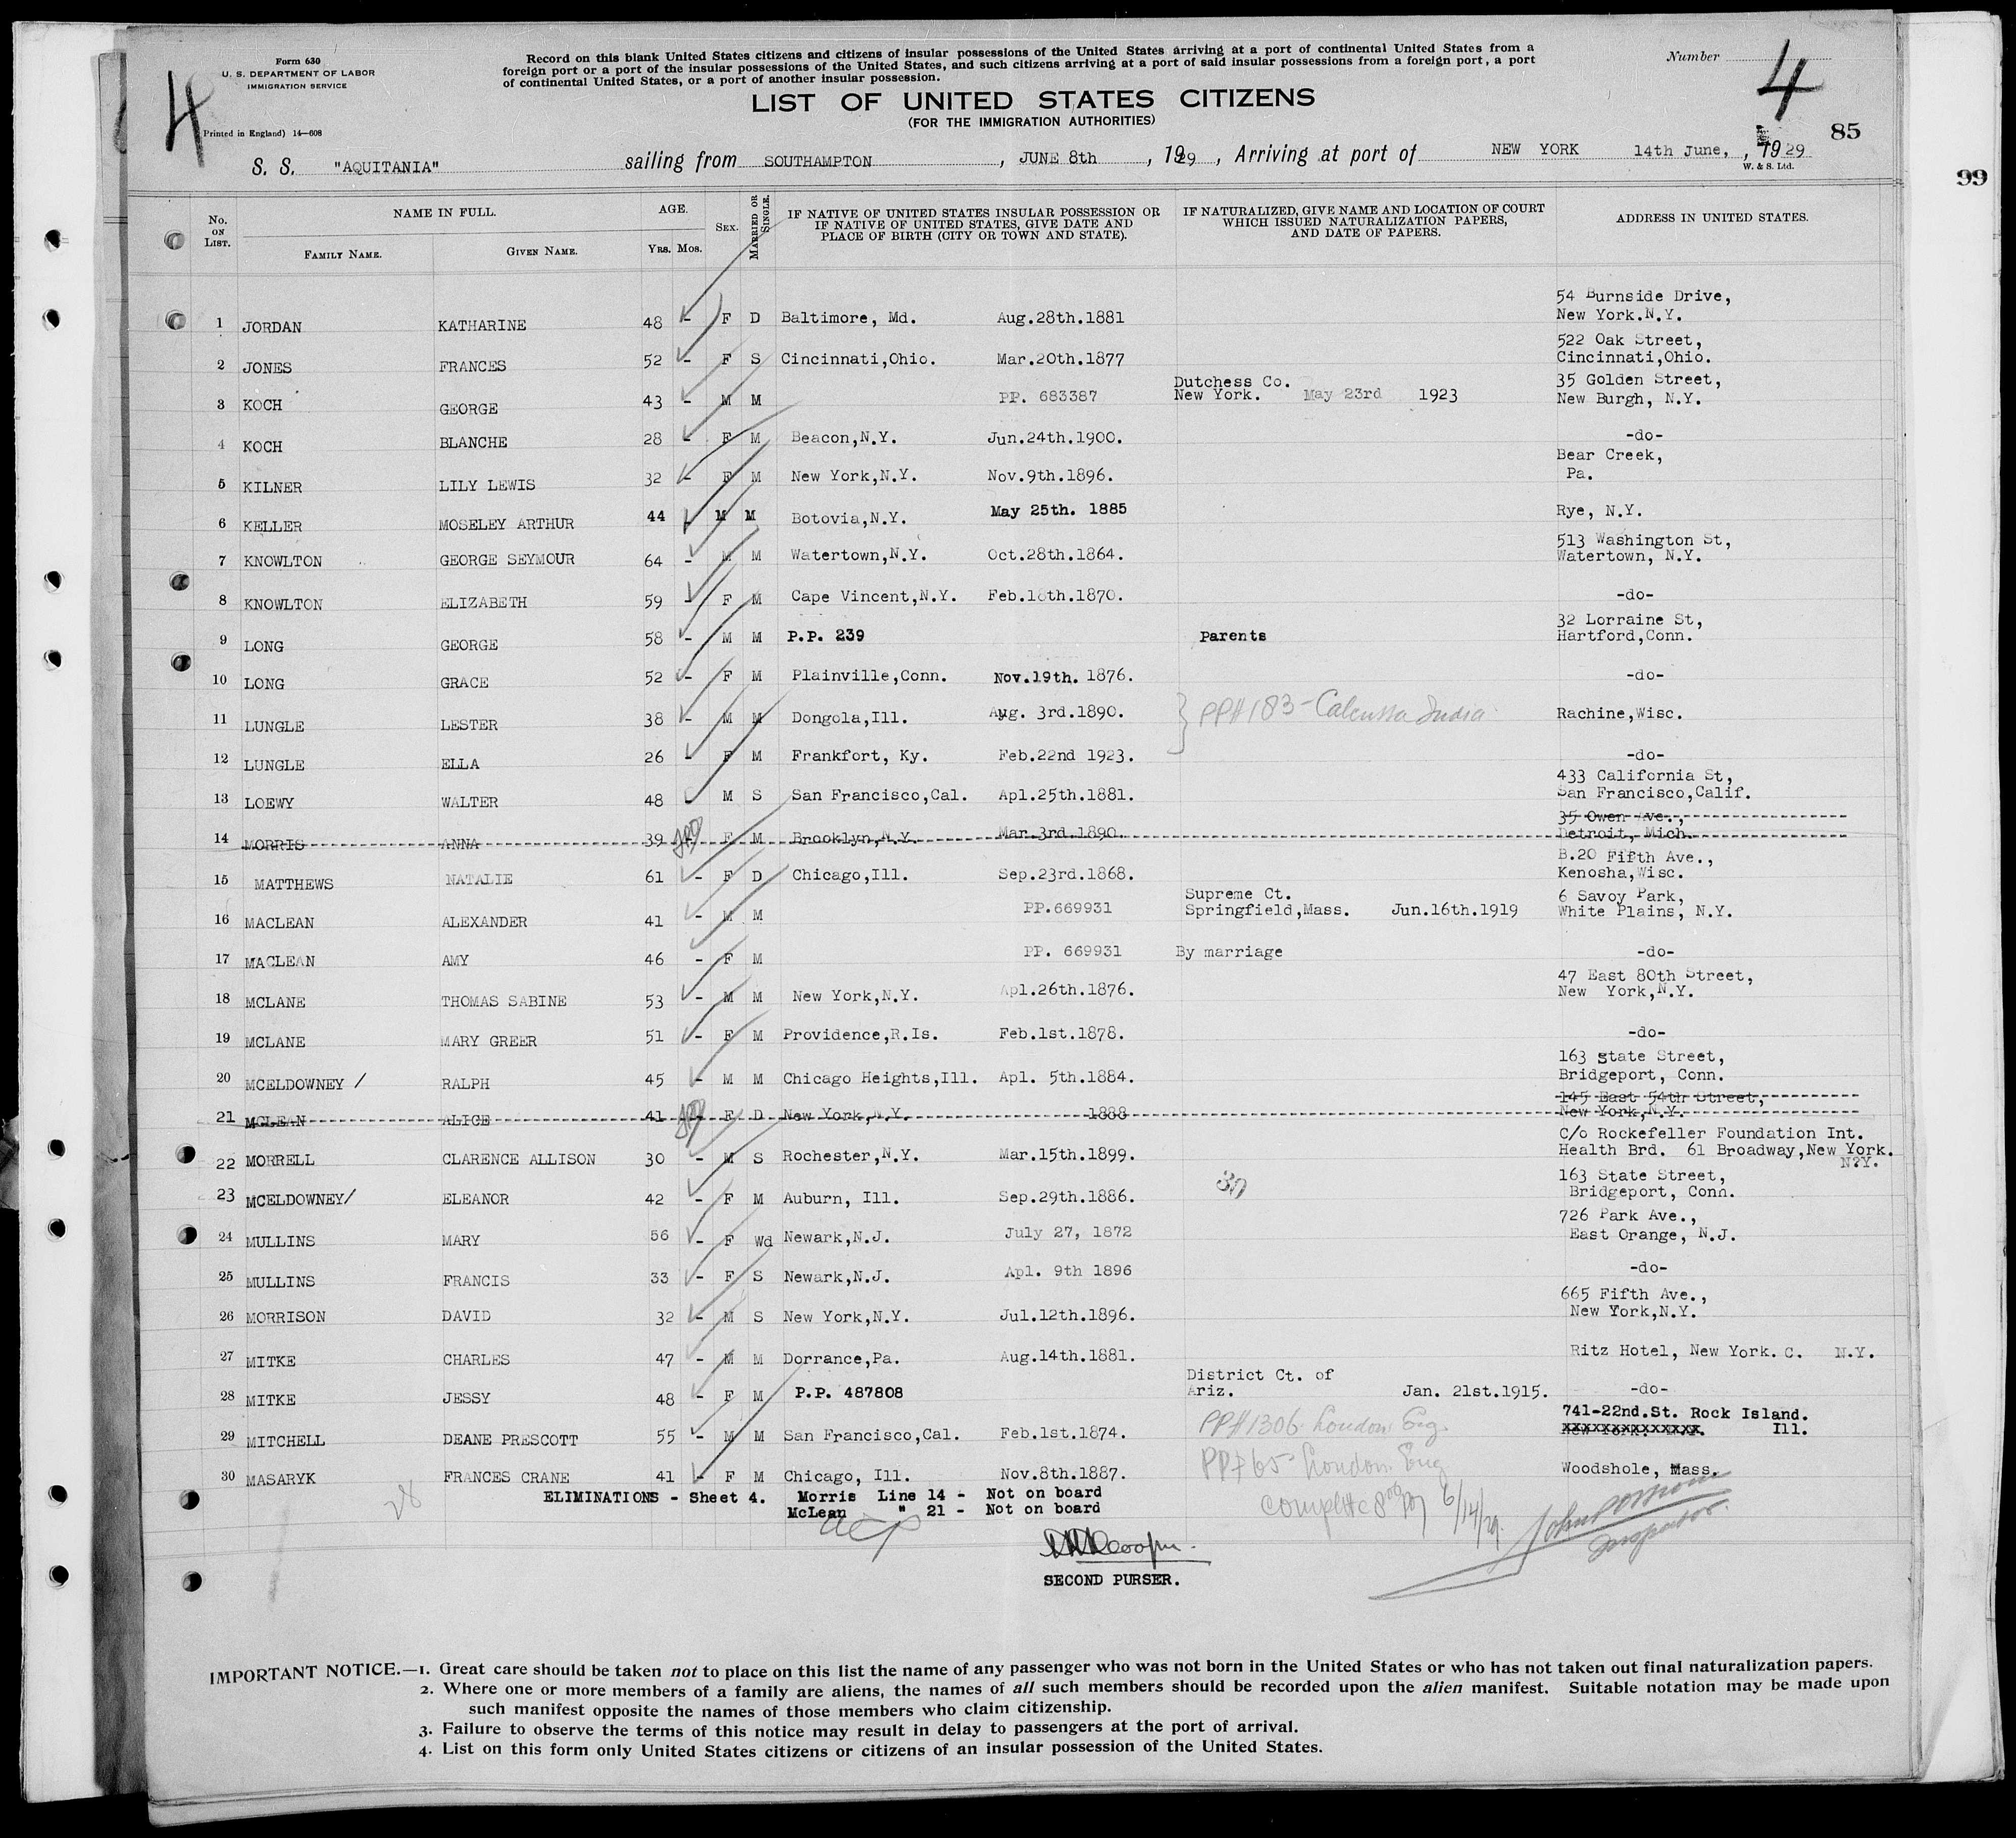 Form 630
U. S. DEPARTMENT OF LABOR
IMMIGRATION SERVICE
Printed in England) 14—608
4
Record on this blank United States citizens and citizens of insular possessions of the United States arriving at a port of continental United States from a
foreign port or a port of the insular possessions of the United States, and such citizens arriving at a port of said insular possessions from a foreign port, a port
of continental United States, or a port of another insular possession.
Number 4
LIST OF UNITED STATES CITIZENS
(FOR THE IMMIGRATION AUTHORITIES)
85
99
S. S. "AQUITANIA" sailing from SOUTHAMPTON, JUNE 8th, 1929, Arriving at port of NEW YORK 14th June, 1929
W. & S. Ltd.
No. ON LIST. NAME IN FULL. FAMILY NAME. GIVEN NAME. AGE. YRS. MOS. SEX. MARRIED OR SINGLE. IF NATIVE OF UNITED STATES INSULAR POSSESSION OR IF NATIVE OF UNITED STATES, GIVE DATE AND PLACE OF BIRTH (CITY OR TOWN AND STATE). IF NATURALIZED, GIVE NAME AND LOCATION OF COURT WHICH ISSUED NATURALIZATION PAPERS, AND DATE OF PAPERS. ADDRESS IN UNITED STATES.
1 JORDAN KATHARINE 48 - F D Baltimore, Md. Aug.28th.1881 54 Burnside Drive, New York.N.Y.
2 JONES FRANCES 52 - F S Cincinnati,Ohio. Mar.20th.1877 522 Oak Street, Cincinnati,Ohio.
3 KOCH GEORGE 43 - M M PP. 683387 Dutchess Co. New York. May 23rd 1923 35 Golden Street, New Burgh, N.Y.
4 KOCH BLANCHE 28 - F M Beacon,N.Y. Jun.24th.1900. -do-
5 KILNER LILY LEWIS 32 - F M New York,N.Y. Nov.9th.1896. Bear Creek, Pa.
6 KELLER MOSELEY ARTHUR 44 - M M Botovia,N.Y. May 25th. 1885 Rye, N.Y.
7 KNOWLTON GEORGE SEYMOUR 64 - M M Watertown,N.Y. Oct.28th.1864. 513 Washington St, Watertown, N.Y.
8 KNOWLTON ELIZABETH 59 - F M Cape Vincent,N.Y. 1870. -do-
9 LONG GEORGE 58 - M M P.P. 239 Parents 32 Lorraine St, Hartford,Conn.
10 LONG GRACE 52 - F M Plainville,Conn. Nov.19th. 1876. -do-
11 LUNGLE LESTER 38 - M M Dongola,Ill. Aug. 3rd.1890. PP#183-Calcutta India Rachine,Wisc.
12 LUNGLE ELLA 26 - F M Frankfort, Ky. Feb.22nd 1923. -do-
13 LOEWY WALTER 48 - M S San Francisco,Cal. Apl.25th.1881. 433 California St, San Francisco,Calif.
14 MORRIS ANNA 39 F M Brooklyn,N.Y. Mar.3rd.1890. 35 Owen Ave., Detroit, Mich.
15 MATTHEWS NATALIE 61 - F D Chicago,Ill. Sep.23rd.1868. B.20 Fifth Ave., Kenosha,Wisc.
16 MACLEAN ALEXANDER 41 - M M PP.669931 Supreme Ct. Springfield,Mass. Jun.16th.1919 6 Savoy Park, White Plains, N.Y.
17 MACLEAN AMY 46 - F M PP. 669931 By marriage -do-
18 MCLANE THOMAS SABINE 53 - M M New York,N.Y. Apl.26th.1876. 47 East 80th Street, New York,N.Y.
19 MCLANE MARY GREER 51 - F M Providence,R.Is. Feb.1st.1878. -do-
20 MCELDOWNEY / RALPH 45 - M M Chicago Heights,Ill. Apl. 5th.1884. 163 State Street, Bridgeport, Conn.
21 MCLEAN ALICE 41 - F D New York,N.Y. 1888 145 East 54th Street, New York,N.Y.
22 MORRELL CLARENCE ALLISON 30 - M S Rochester,N.Y. Mar.15th.1899. C/o Rockefeller Foundation Int. Health Brd. 61 Broadway,New York. N?Y.
23 MCELDOWNEY/ ELEANOR 42 - F M Auburn, Ill. Sep.29th.1886. 163 State Street, Bridgeport, Conn.
24 MULLINS MARY 56 - F Wd Newark,N.J. July 27, 1872 726 Park Ave., East Orange, N.J.
25 MULLINS FRANCIS 33 - F S Newark,N.J. Apl. 9th 1896 -do-
26 MORRISON DAVID 32 - M S New York,N.Y. Jul.12th.1896. 665 Fifth Ave., New York,N.Y.
27 MITKE CHARLES 47 - M M Dorrance,Pa. Aug.14th.1881. Ritz Hotel, New York. C. N.Y.
28 MITKE JESSY 48 - F M P.P. 487808 District Ct. of Ariz. Jan. 21st.1915. -do-
29 MITCHELL DEANE PRESCOTT 55 - M M San Francisco,Cal. Feb.1st.1874. PP#1306 London Eng 741-22nd.St. Rock Island. Ill.
30 MASARYK FRANCES CRANE 41 - F M Chicago, Ill. Nov.8th.1887. PP765 London Eng Woodshole, Mass.
28
ELIMINATIONS - Sheet 4. Morris Line 14 - Not on board
McLean " 21 - Not on board
6/14/29
Inspector.
SECOND PURSER.
IMPORTANT NOTICE.—1. Great care should be taken not to place on this list the name of any passenger who was not born in the United States or who has not taken out final naturalization papers.
2. Where one or more members of a family are aliens, the names of all such members should be recorded upon the alien manifest. Suitable notation may be made upon
such manifest opposite the names of those members who claim citizenship.
3. Failure to observe the terms of this notice may result in delay to passengers at the port of arrival.
4. List on this form only United States citizens or citizens of an insular possession of the United States.